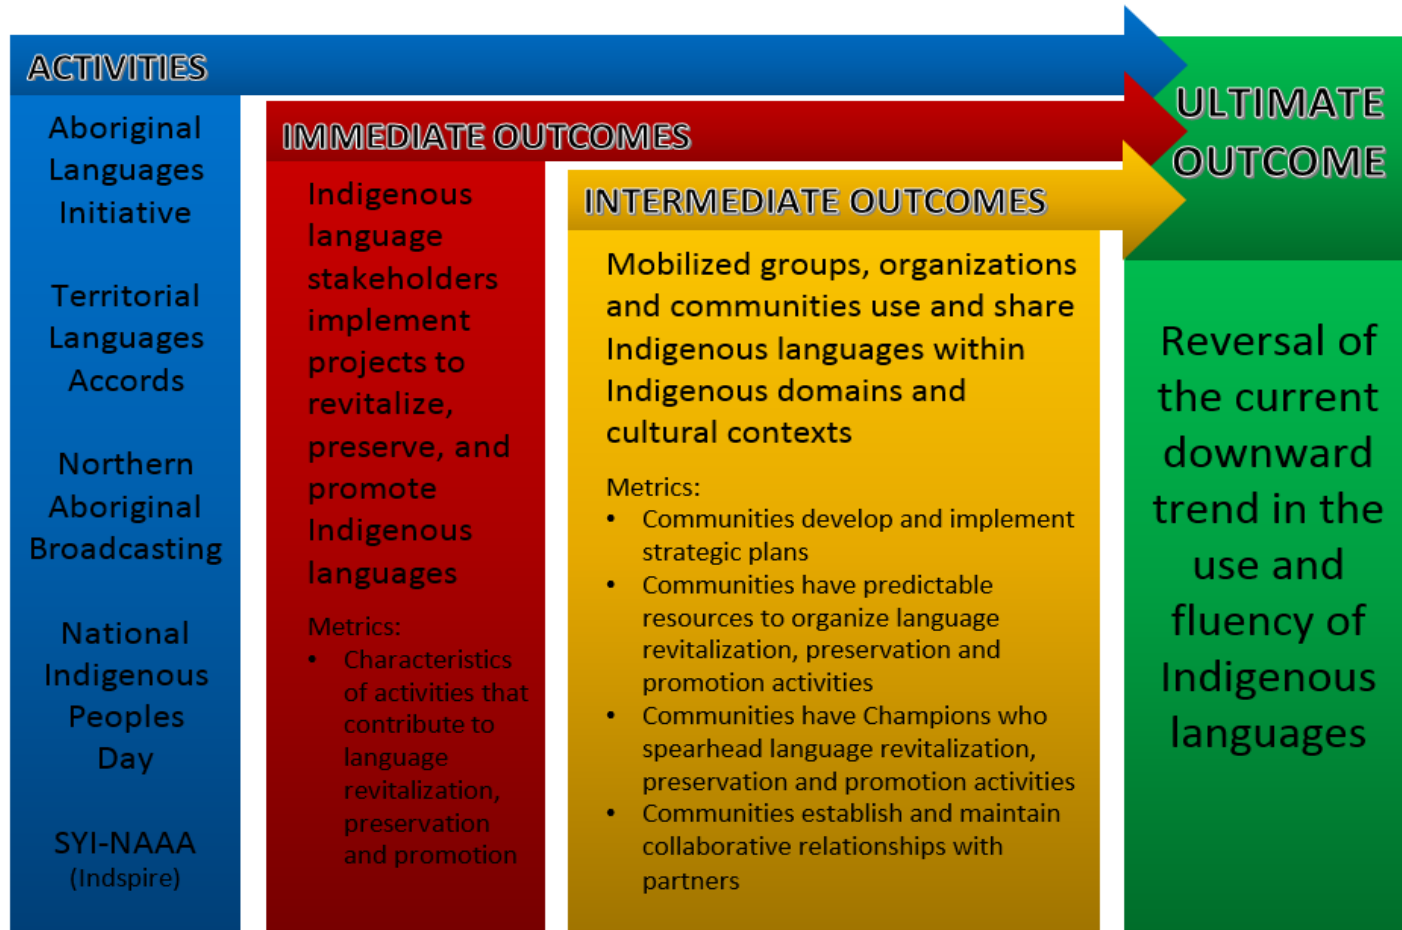 ACTIVITIES
Aboriginal
Languages
Initiative
Territorial
Languages
Accords
Northern
Aboriginal
Broadcasting
National
Indigenous
Peoples
Day
SYI-NAAA
(Indspire)
IMMEDIATE OUTCOMES
Indigenous
language
stakeholders
implement
projects to
revitalize,
preserve, and
promote
Indigenous
languages
Metrics:
• Characteristics
of activities that
contribute to
language
revitalization,
preservation
and promotion
INTERMEDIATE OUTCOMES
Mobilized groups, organizations
and communities use and share
Indigenous languages within
Indigenous domains and
cultural contexts
Metrics:
• Communities develop and implement
strategic plans
• Communities have predictable
resources to organize language
revitalization, preservation and
promotion activities
• Communities have Champions who
spearhead language revitalization,
preservation and promotion activities
• Communities establish and maintain
collaborative relationships with
partners
ULTIMATE
OUTCOME
Reversal of
the current
downward
trend in the
use and
fluency of
Indigenous
languages